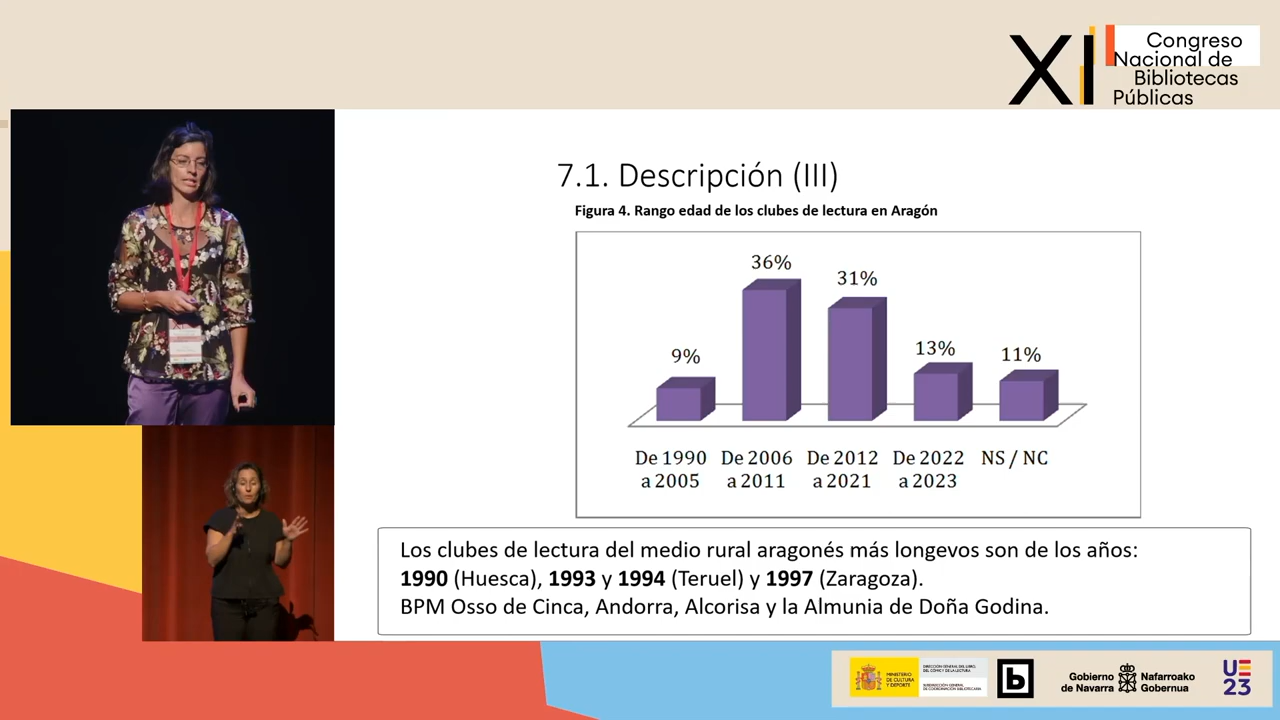 XI Congreso
Nacional de
Bibliotecas
Públicas
7.1. Descripción (III)
Figura 4. Rango edad de los clubes de lectura en Aragón
9%
36%
31%
13%
11%
De 1990 a 2005
De 2006 a 2011
De 2012 a 2021
De 2022 a 2023
NS / NC
Los clubes de lectura del medio rural aragonés más longevos son de los años:
1990 (Huesca), 1993 y 1994 (Teruel) y 1997 (Zaragoza).
BPM Osso de Cinca, Andorra, Alcorisa y la Almunia de Doña Godina.
MINISTERIO
DE CULTURA
Y DEPORTE
DIRECCIÓN GENERAL DEL LIBRO,
DEL CÓMIC Y DE LA LECTURA
SUBDIRECCIÓN GENERAL
DE COORDINACIÓN BIBLIOTECARIA
b
Gobierno
de Navarra
Nafarroako
Gobernua
UE
23